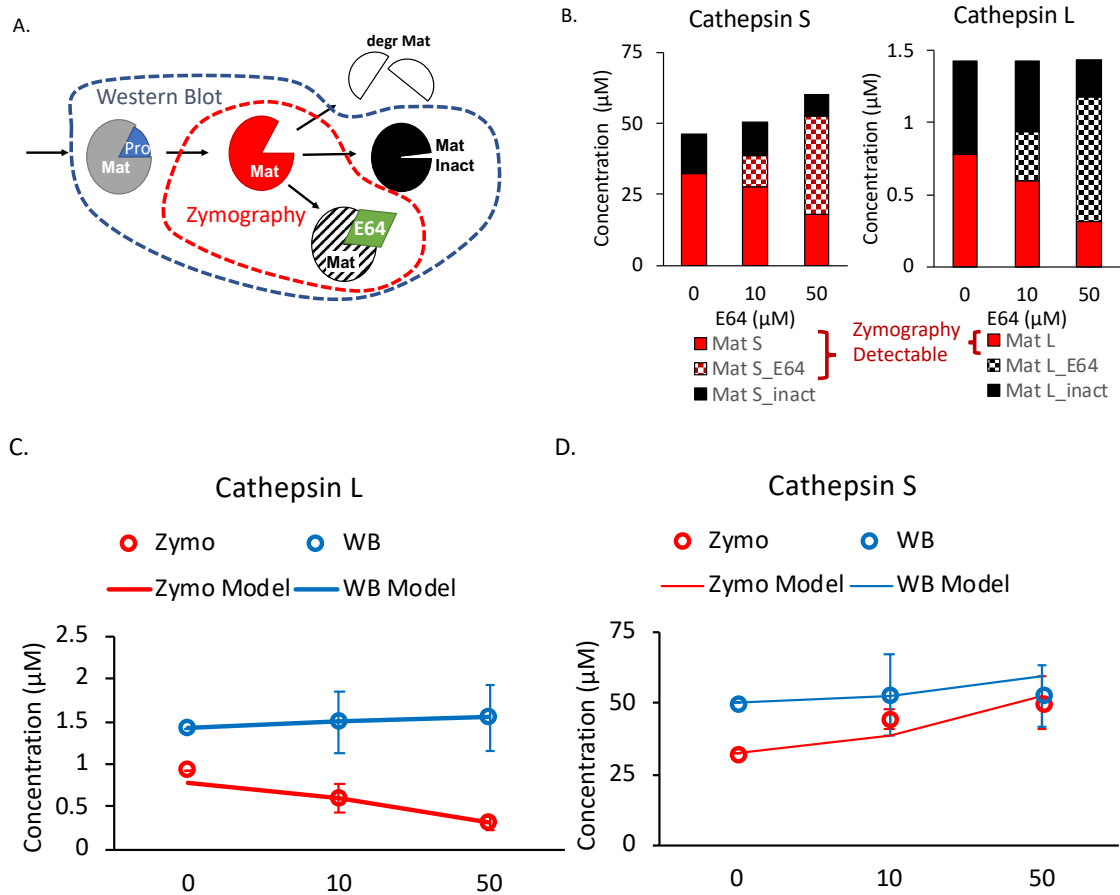 A.
degr Mat
Western Blot
Pro
Mat
Mat
Mat
Inact
Zymography
E64
Mat
B.
Cathepsin S
Concentration (µM)
75
50
25
0
0
10
50
E64 (µM)
Mat S
Mat S_E64
Mat S_inact
Zymography
Detectable
Cathepsin L
Concentration (µM)
1.5
1
0.5
0
0
10
50
E64 (µM)
Mat L
Mat L_E64
Mat L_inact
C.
Cathepsin L
Zymo
WB
Zymo Model
WB Model
Concentration (µM)
2.5
2
1.5
1
0.5
0
0
10
50
D.
Cathepsin S
Zymo
WB
Zymo Model
WB Model
Concentration (µM)
75
50
25
0
0
10
50